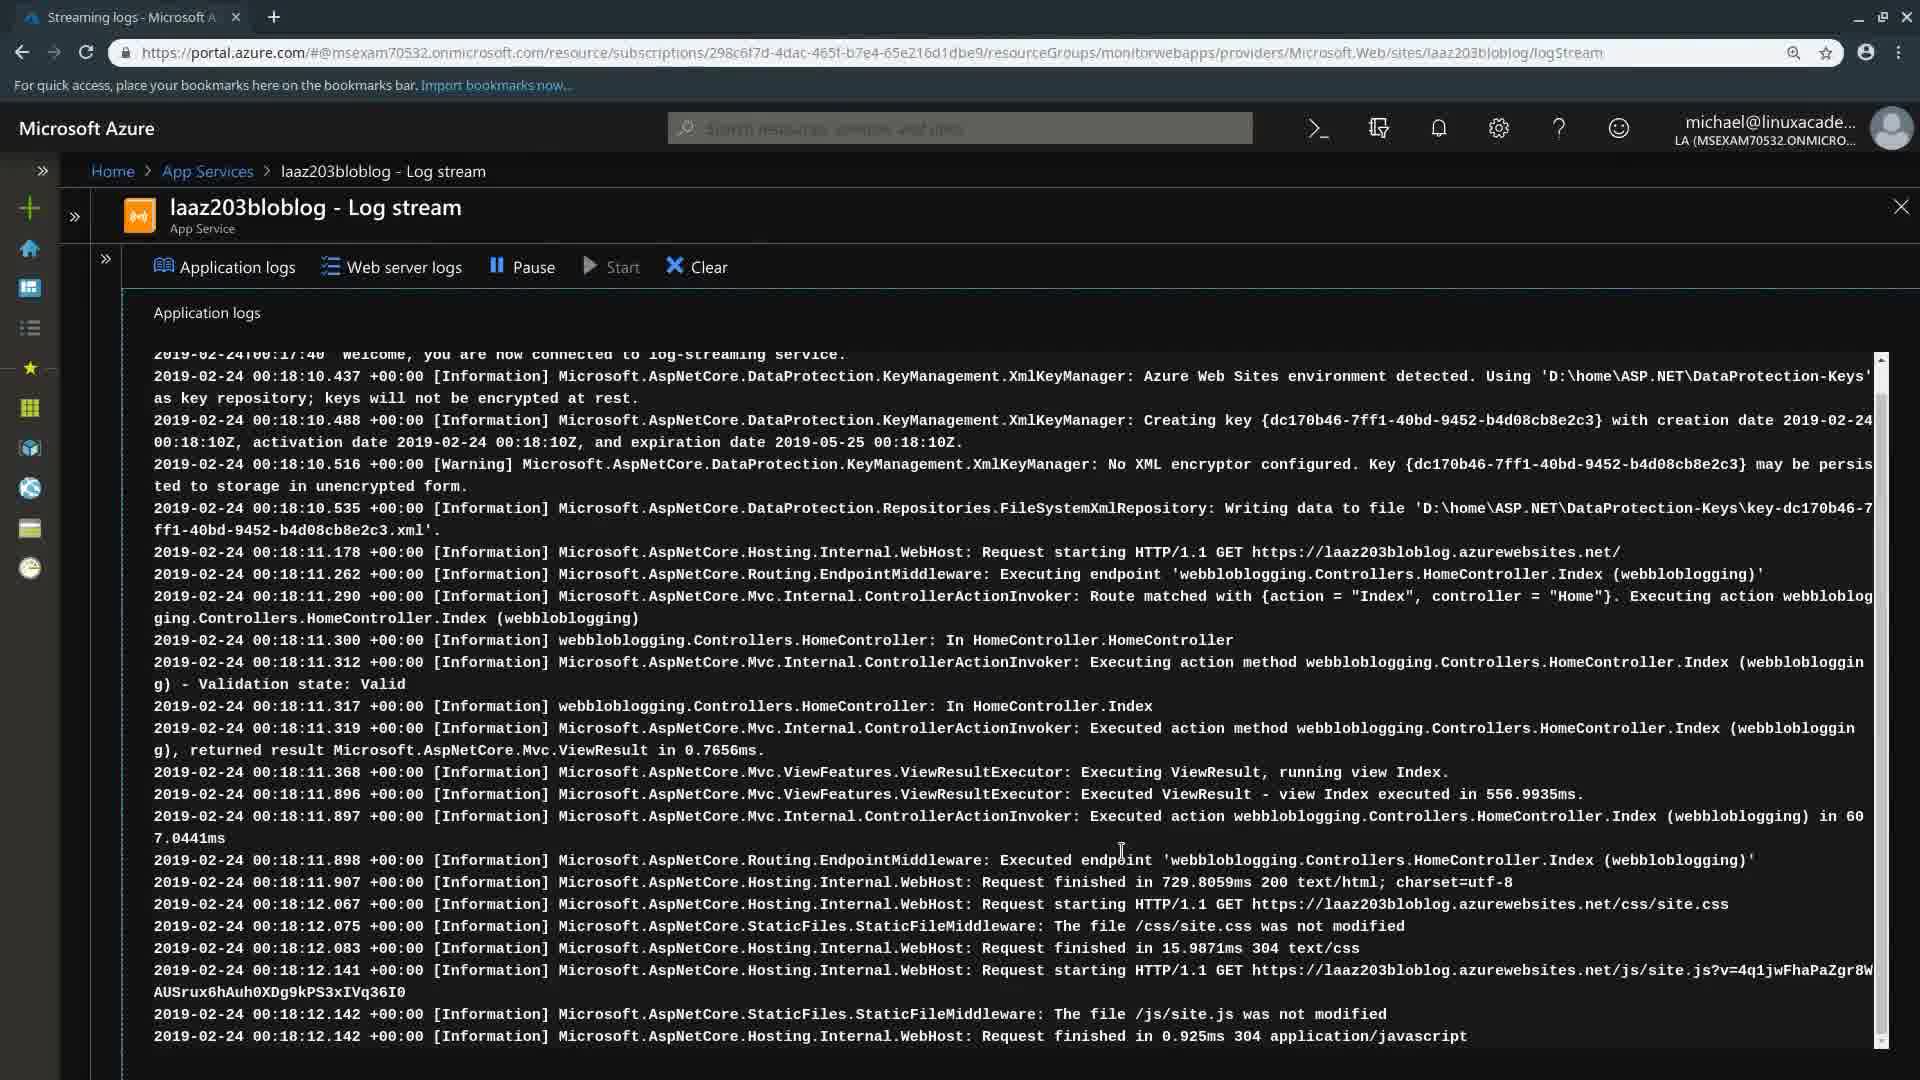 Streaming logs - Microsoft A
https://portal.azure.com/#@msexam70532.onmicrosoft.com/resource/subscriptions/298c6f7d-4dac-465f-b7e4-65e216d1dbe9/resourceGroups/monitorwebapps/providers/Microsoft.Web/sites/laaz203bloblog/logStream
For quick access, place your bookmarks here on the bookmarks bar. Import bookmarks now...
Microsoft Azure
Search resources, services, and docs
michael@linuxacade...
LA (MSEXAM70532.ONMICRO...
Home > App Services > laaz203bloblog - Log stream
laaz203bloblog - Log stream
App Service
Application logs Web server logs Pause Start Clear
Application logs
2019-02-24T00:17:40 Welcome, you are now connected to log-streaming service.
2019-02-24 00:18:10.437 +00:00 [Information] Microsoft.AspNetCore.DataProtection.KeyManagement.XmlKeyManager: Azure Web Sites environment detected. Using 'D:\home\ASP.NET\DataProtection-Keys'
as key repository; keys will not be encrypted at rest.
2019-02-24 00:18:10.488 +00:00 [Information] Microsoft.AspNetCore.DataProtection.KeyManagement.XmlKeyManager: Creating key {dc170b46-7ff1-40bd-9452-b4d08cb8e2c3} with creation date 2019-02-24
00:18:10Z, activation date 2019-02-24 00:18:10Z, and expiration date 2019-05-25 00:18:10Z.
2019-02-24 00:18:10.516 +00:00 [Warning] Microsoft.AspNetCore.DataProtection.KeyManagement.XmlKeyManager: No XML encryptor configured. Key {dc170b46-7ff1-40bd-9452-b4d08cb8e2c3} may be persis
ted to storage in unencrypted form.
2019-02-24 00:18:10.535 +00:00 [Information] Microsoft.AspNetCore.DataProtection.Repositories.FileSystemXmlRepository: Writing data to file 'D:\home\ASP.NET\DataProtection-Keys\key-dc170b46-7
ff1-40bd-9452-b4d08cb8e2c3.xml'.
2019-02-24 00:18:11.178 +00:00 [Information] Microsoft.AspNetCore.Hosting.Internal.WebHost: Request starting HTTP/1.1 GET https://laaz203bloblog.azurewebsites.net/
2019-02-24 00:18:11.262 +00:00 [Information] Microsoft.AspNetCore.Routing.EndpointMiddleware: Executing endpoint 'webbloblogging.Controllers.HomeController.Index (webbloblogging)'
2019-02-24 00:18:11.290 +00:00 [Information] Microsoft.AspNetCore.Mvc.Internal.ControllerActionInvoker: Route matched with {action = "Index", controller = "Home"}. Executing action webbloblog
ging.Controllers.HomeController.Index (webbloblogging)
2019-02-24 00:18:11.300 +00:00 [Information] webbloblogging.Controllers.HomeController: In HomeController.HomeController
2019-02-24 00:18:11.312 +00:00 [Information] Microsoft.AspNetCore.Mvc.Internal.ControllerActionInvoker: Executing action method webbloblogging.Controllers.HomeController.Index (webblobloggin
g) - Validation state: Valid
2019-02-24 00:18:11.317 +00:00 [Information] webbloblogging.Controllers.HomeController: In HomeController.Index
2019-02-24 00:18:11.319 +00:00 [Information] Microsoft.AspNetCore.Mvc.Internal.ControllerActionInvoker: Executed action method webbloblogging.Controllers.HomeController.Index (webblobloggin
g), returned result Microsoft.AspNetCore.Mvc.ViewResult in 0.7656ms.
2019-02-24 00:18:11.368 +00:00 [Information] Microsoft.AspNetCore.Mvc.ViewFeatures.ViewResultExecutor: Executing ViewResult, running view Index.
2019-02-24 00:18:11.896 +00:00 [Information] Microsoft.AspNetCore.Mvc.ViewFeatures.ViewResultExecutor: Executed ViewResult - view Index executed in 556.9935ms.
2019-02-24 00:18:11.897 +00:00 [Information] Microsoft.AspNetCore.Mvc.Internal.ControllerActionInvoker: Executed action webbloblogging.Controllers.HomeController.Index (webbloblogging) in 60
7.0441ms
2019-02-24 00:18:11.898 +00:00 [Information] Microsoft.AspNetCore.Routing.EndpointMiddleware: Executed endpoint 'webbloblogging.Controllers.HomeController.Index (webbloblogging)'
2019-02-24 00:18:11.907 +00:00 [Information] Microsoft.AspNetCore.Hosting.Internal.WebHost: Request finished in 729.8059ms 200 text/html; charset=utf-8
2019-02-24 00:18:12.067 +00:00 [Information] Microsoft.AspNetCore.Hosting.Internal.WebHost: Request starting HTTP/1.1 GET https://laaz203bloblog.azurewebsites.net/css/site.css
2019-02-24 00:18:12.075 +00:00 [Information] Microsoft.AspNetCore.StaticFiles.StaticFileMiddleware: The file /css/site.css was not modified
2019-02-24 00:18:12.083 +00:00 [Information] Microsoft.AspNetCore.Hosting.Internal.WebHost: Request finished in 15.9871ms 304 text/css
2019-02-24 00:18:12.141 +00:00 [Information] Microsoft.AspNetCore.Hosting.Internal.WebHost: Request starting HTTP/1.1 GET https://laaz203bloblog.azurewebsites.net/js/site.js?v=4q1jwFhaPaZgr8W
AUSrux6hAuh0XDg9kPS3xIVq36I0
2019-02-24 00:18:12.142 +00:00 [Information] Microsoft.AspNetCore.StaticFiles.StaticFileMiddleware: The file /js/site.js was not modified
2019-02-24 00:18:12.142 +00:00 [Information] Microsoft.AspNetCore.Hosting.Internal.WebHost: Request finished in 0.925ms 304 application/javascript